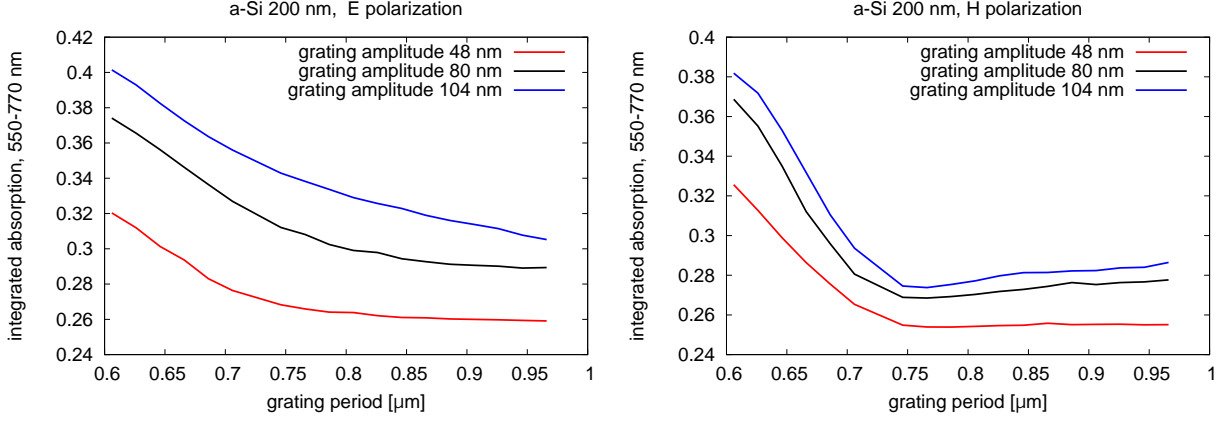 a-Si 200 nm,  E polarization
grating amplitude 48 nm
grating amplitude 80 nm
grating amplitude 104 nm
integrated absorption, 550-770 nm
0.42
0.4
0.38
0.36
0.34
0.32
0.3
0.28
0.26
0.24
0.6 0.65 0.7 0.75 0.8 0.85 0.9 0.95 1
grating period [μm]
a-Si 200 nm, H polarization
grating amplitude 48 nm
grating amplitude 80 nm
grating amplitude 104 nm
integrated absorption, 550-770 nm
0.4
0.38
0.36
0.34
0.32
0.3
0.28
0.26
0.24
0.6 0.65 0.7 0.75 0.8 0.85 0.9 0.95 1
grating period [μm]